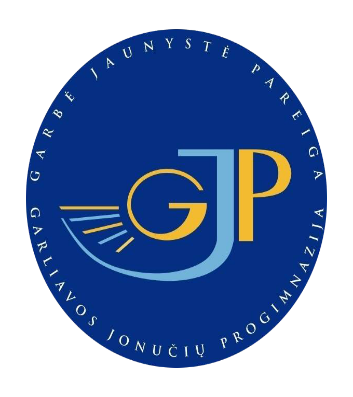 GARBĖ JAUNYSTĖ PAREIGA
GJP
GARLIAVOS JONUČIŲ PROGIMNAZIJA